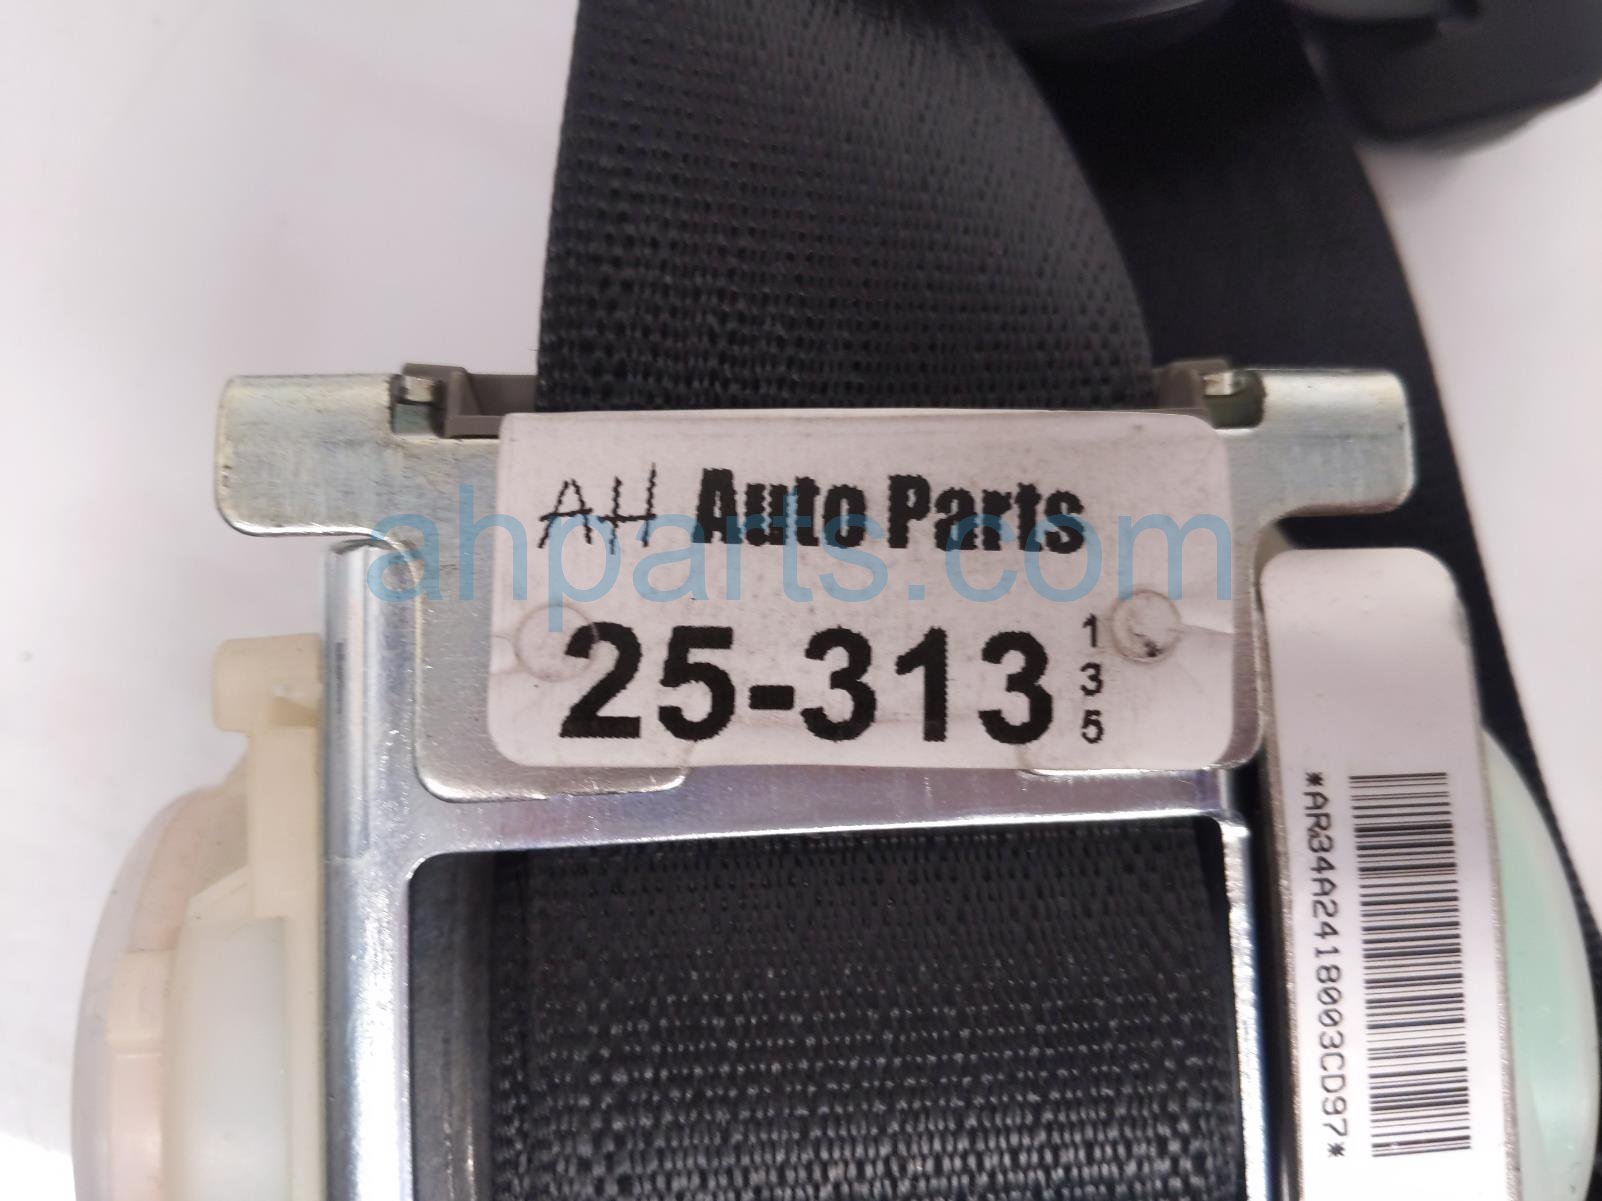 AH Auto Parts
ahparts.com
25-313
1
3
5
*AR34A2418003CD97*